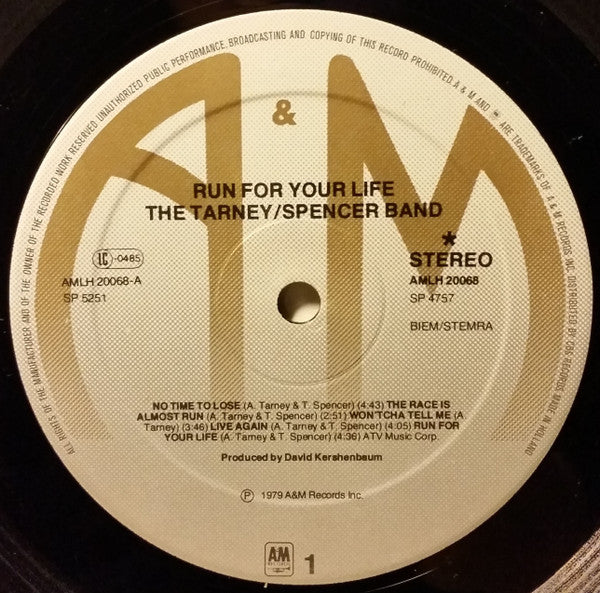 ALL RIGHTS OF THE MANUFACTURER AND OF THE OWNER OF THE RECORDED WORK RESERVED. UNAUTHORIZED PUBLIC PERFORMANCE, BROADCASTING AND COPYING OF THIS RECORD PROHIBITED. A & M AND ARE TRADEMARKS OF A & M RECORDS INC. DISTRIBUTED BY CBS RECORDS. MADE IN HOLLAND
A & M
RUN FOR YOUR LIFE
THE TARNEY/SPENCER BAND
LC-0485
AMLH 20068-A
SP 5251
*
STEREO
AMLH 20068
SP 4757
BIEM/STEMRA
NO TIME TO LOSE (A. Tarney & T. Spencer) (4:43) THE RACE IS
ALMOST RUN (A. Tarney & T. Spencer) (2:51) WON'TCHA TELL ME (A.
Tarney) (3:46) LIVE AGAIN (A. Tarney & T. Spencer) (4:05) RUN FOR
YOUR LIFE (A. Tarney & T. Spencer) (4:36) ATV Music Corp.
Produced by David Kershenbaum
Ⓟ 1979 A&M Records Inc.
A&M
RECORDS
1